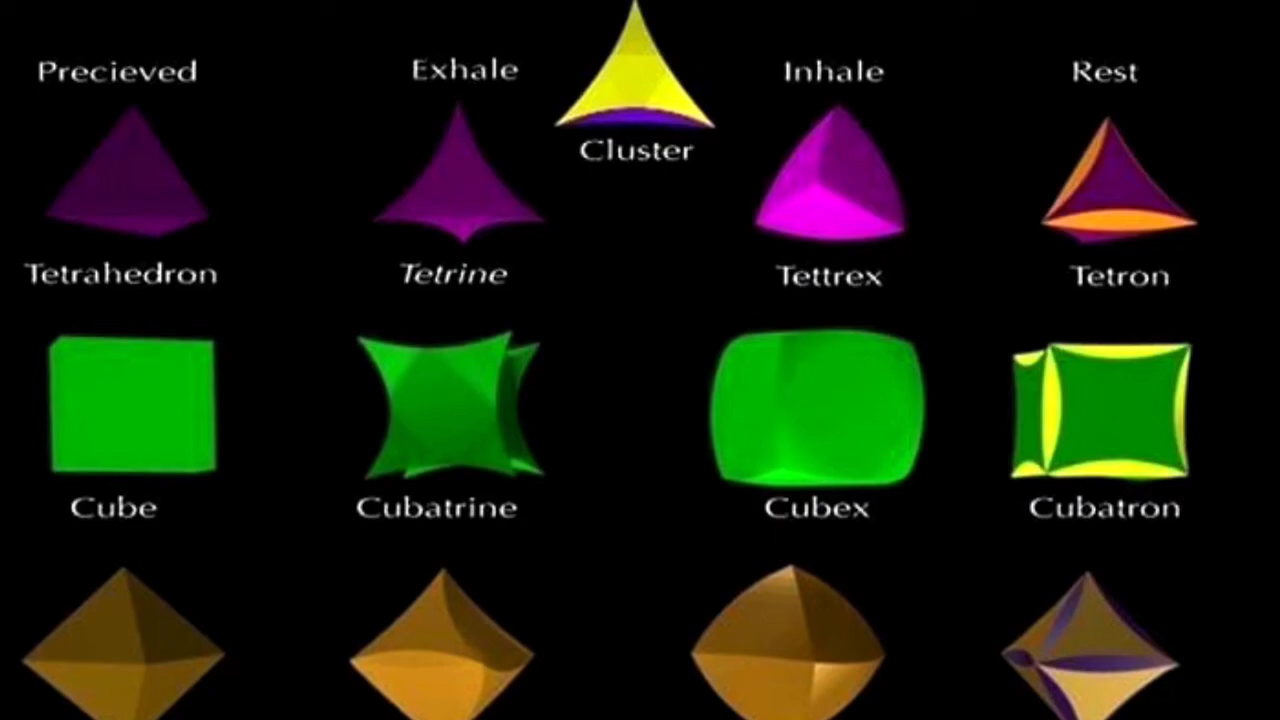 Precieved
Exhale
Inhale
Rest
Cluster
Tetrahedron
Tetrine
Tettrex
Tetron
Cube
Cubatrine
Cubex
Cubatron